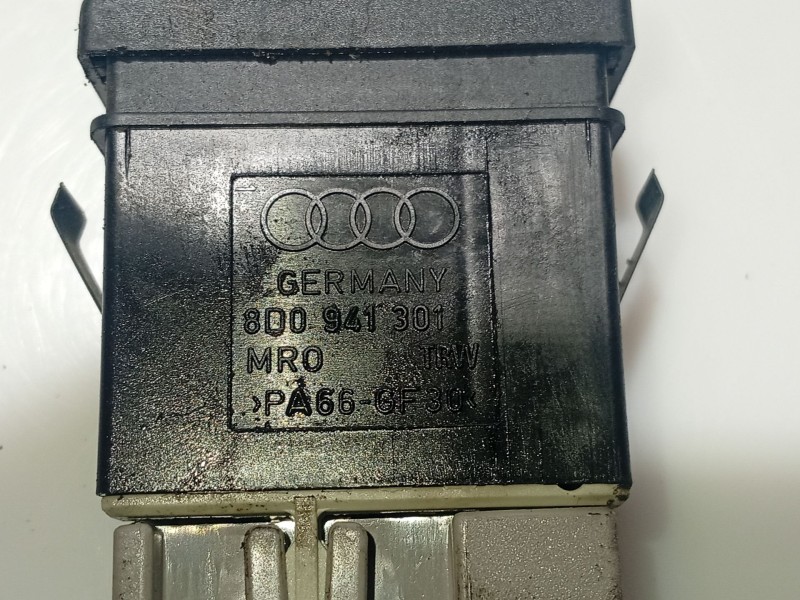 GERMANY
8D0 941 301
MRO TRW
>PA66-GF30<